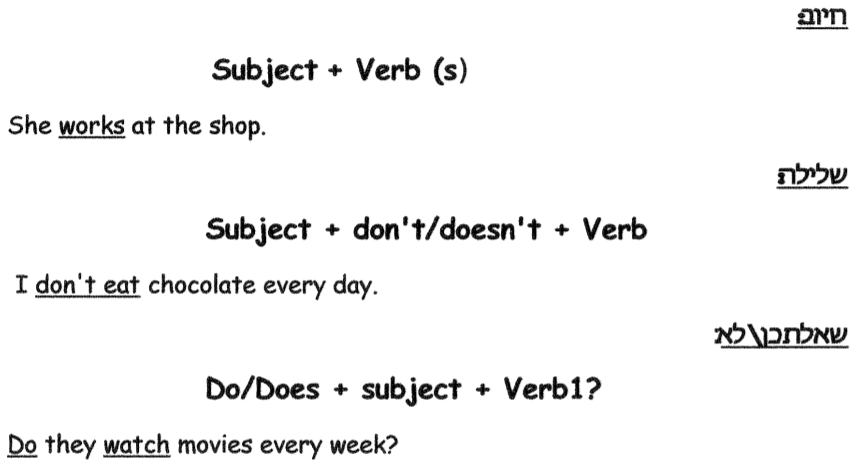 חיוב:
Subject + Verb (s)
She works at the shop.
שלילה:
Subject + don't/doesn't + Verb
I don't eat chocolate every day.
שאלתכן\לא:
Do/Does + subject + Verb1?
Do they watch movies every week?